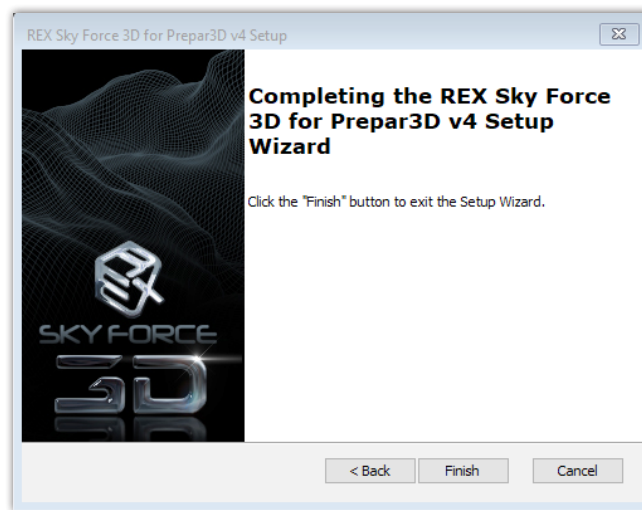 REX Sky Force 3D for Prepar3D v4 Setup
Completing the REX Sky Force
3D for Prepar3D v4 Setup
Wizard
Click the "Finish" button to exit the Setup Wizard.
REX
SKY FORCE
3D
< Back
Finish
Cancel